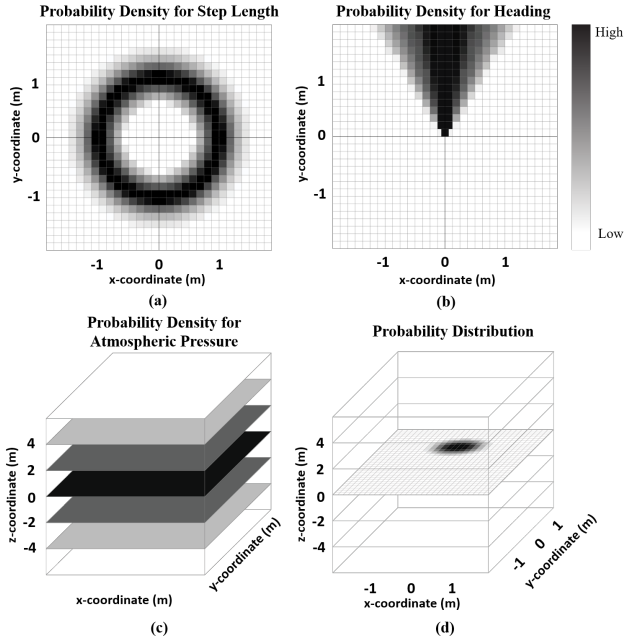 Probability Density for Step Length
1
0
-1
y-coordinate (m)
-1
0
1
x-coordinate (m)
(a)
Probability Density for Heading
1
0
-1
y-coordinate (m)
-1
0
1
x-coordinate (m)
(b)
High
Low
Probability Density for
Atmospheric Pressure
4
2
0
-2
-4
z-coordinate (m)
x-coordinate (m)
y-coordinate (m)
(c)
Probability Distribution
4
2
0
-2
-4
z-coordinate (m)
-1
0
1
x-coordinate (m)
-1
0
1
y-coordinate (m)
(d)